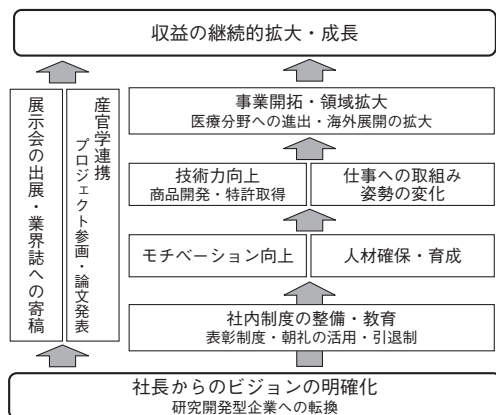 収益の継続的拡大・成長
展示会の出展・業界誌への寄稿
産官学連携
プロジェクト参画・論文発表
事業開拓・領域拡大
医療分野への進出・海外展開の拡大
技術力向上
商品開発・特許取得
仕事への取組み
姿勢の変化
モチベーション向上
人材確保・育成
社内制度の整備・教育
表彰制度・朝礼の活用・引退制
社長からのビジョンの明確化
研究開発型企業への転換